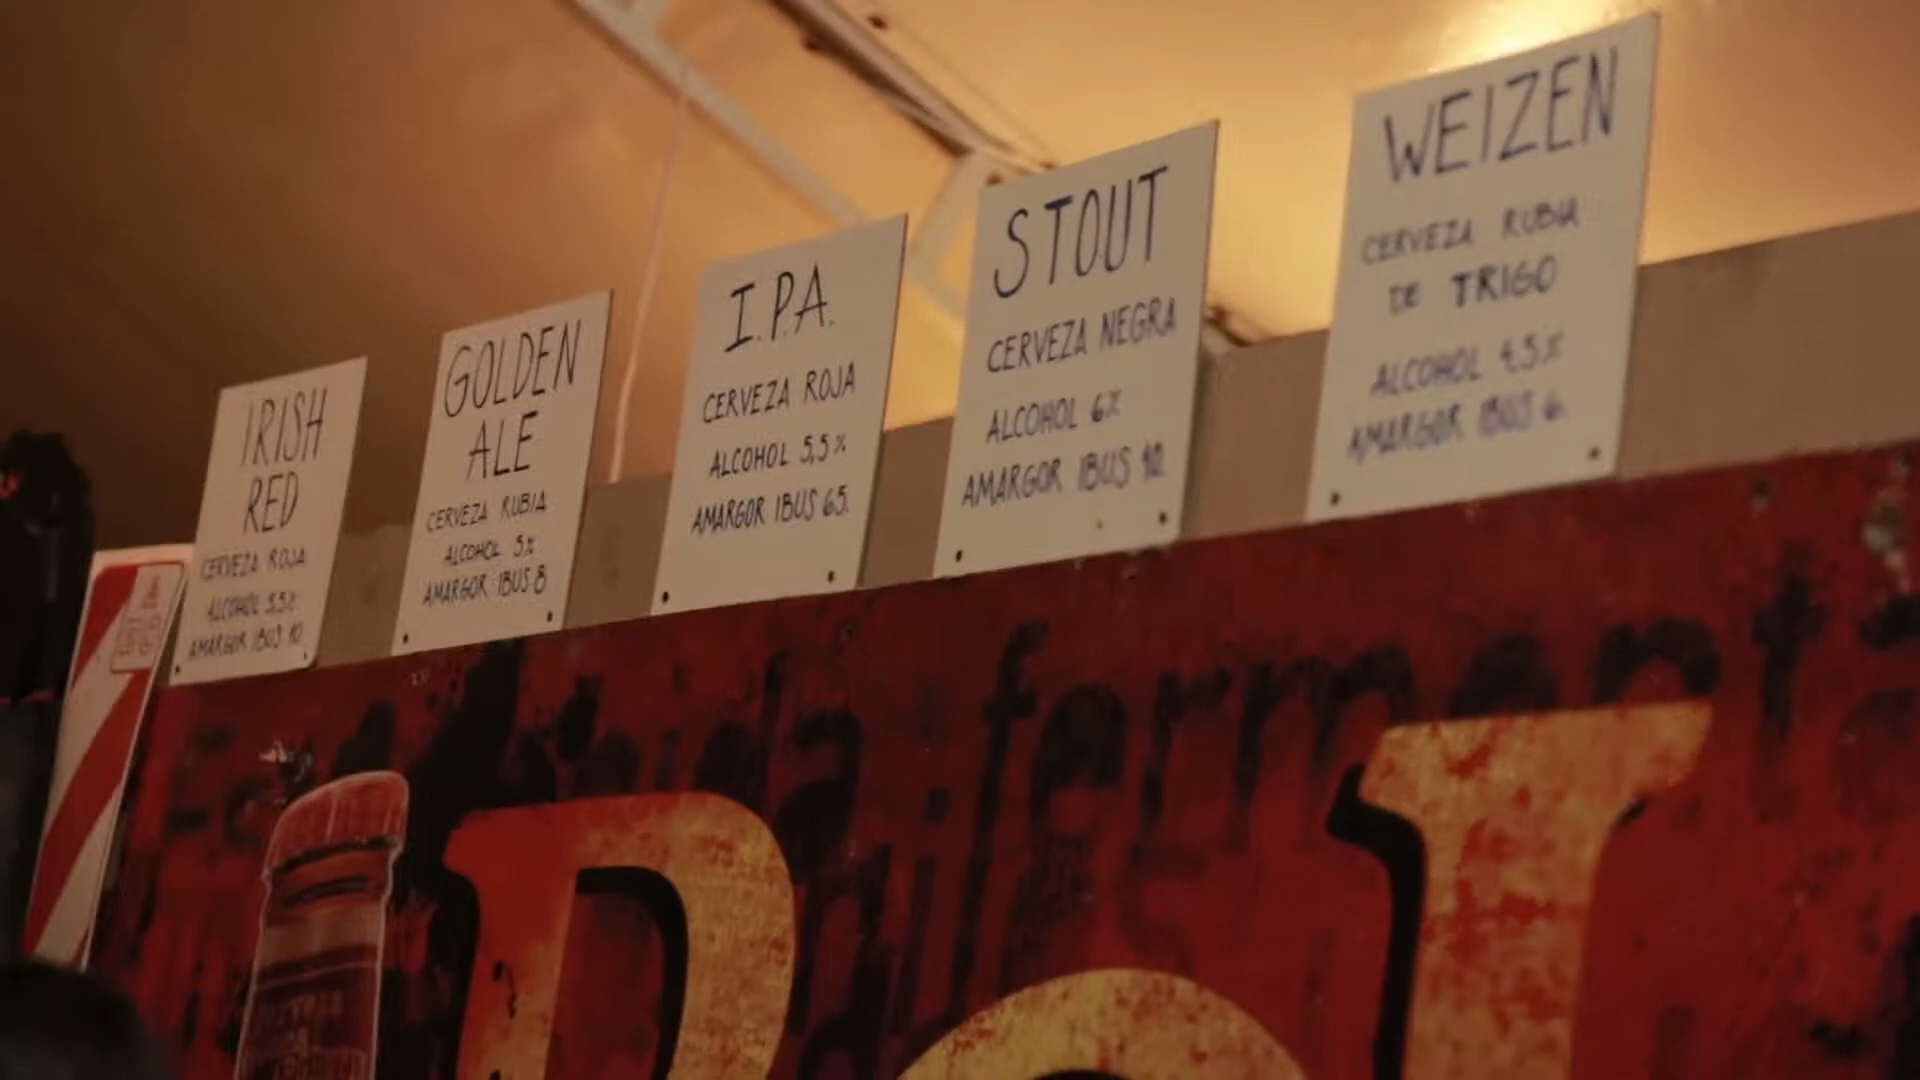 IRISH
RED
CERVEZA ROJA
ALCOHOL 5,5%
AMARGOR IBUS 10.
GOLDEN
ALE
CERVEZA RUBIA
ALCOHOL 5%
AMARGOR IBUS 8
I.P.A.
CERVEZA ROJA
ALCOHOL 5,5%
AMARGOR IBUS 65.
STOUT
CERVEZA NEGRA
ALCOHOL 6%
AMARGOR IBUS
WEIZEN
CERVEZA RUBIA
DE TRIGO
ALCOHOL 4,5%
AMARGOR IBUS 6.
fermenta